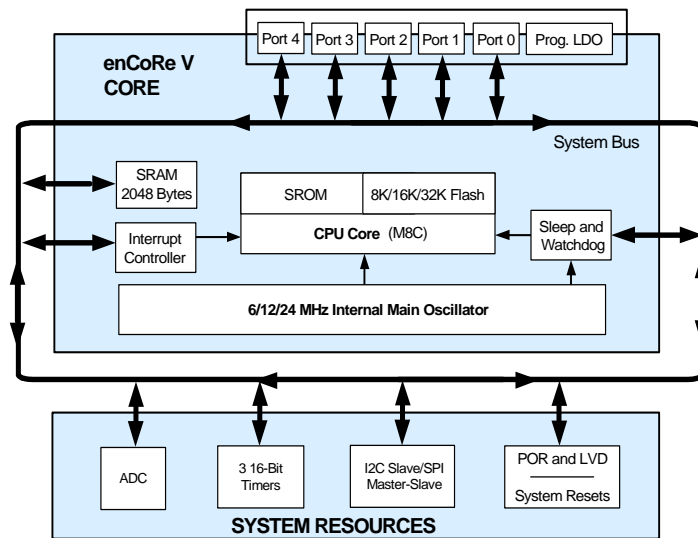 Port 4 Port 3 Port 2 Port 1 Port 0 Prog. LDO
enCoRe V
CORE
System Bus
SRAM
2048 Bytes
SROM 8K/16K/32K Flash
CPU Core (M8C)
Interrupt
Controller
Sleep and
Watchdog
6/12/24 MHz Internal Main Oscillator
ADC
3 16-Bit
Timers
I2C Slave/SPI
Master-Slave
POR and LVD
System Resets
SYSTEM RESOURCES